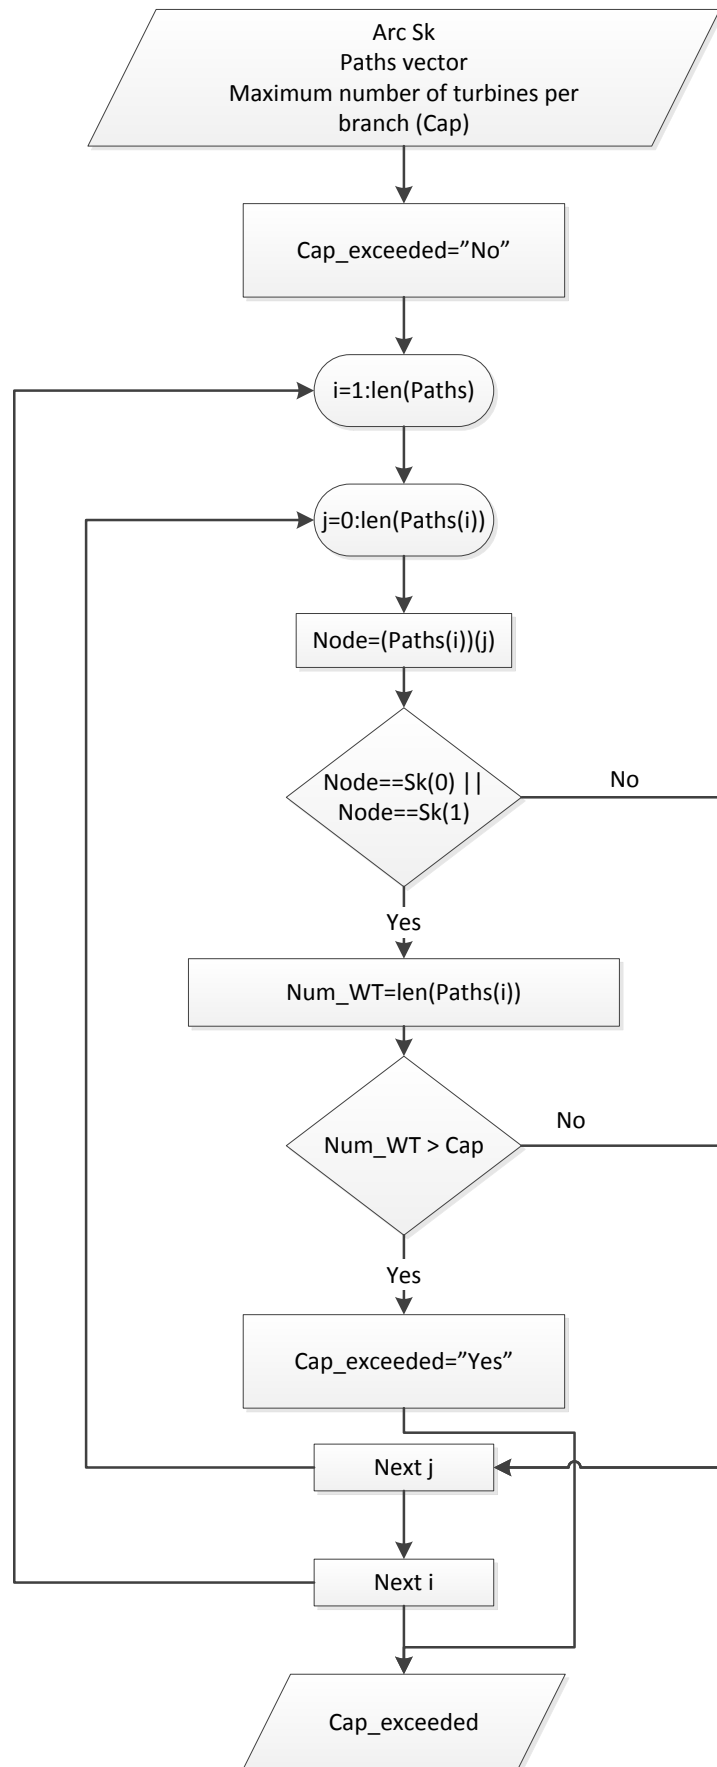 Arc Sk
Paths vector
Maximum number of turbines per
branch (Cap)
Cap_exceeded=”No”
i=1:len(Paths)
j=0:len(Paths(i))
Node=(Paths(i))(j)
Node==Sk(0) ||
Node==Sk(1)
No
Yes
Num_WT=len(Paths(i))
Num_WT > Cap
No
Yes
Cap_exceeded=”Yes”
Next j
Next i
Cap_exceeded